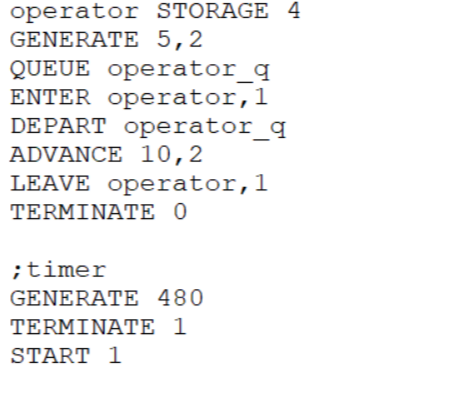 operator STORAGE 4
GENERATE 5,2
QUEUE operator_q
ENTER operator,1
DEPART operator_q
ADVANCE 10,2
LEAVE operator,1
TERMINATE 0
;timer
GENERATE 480
TERMINATE 1
START 1